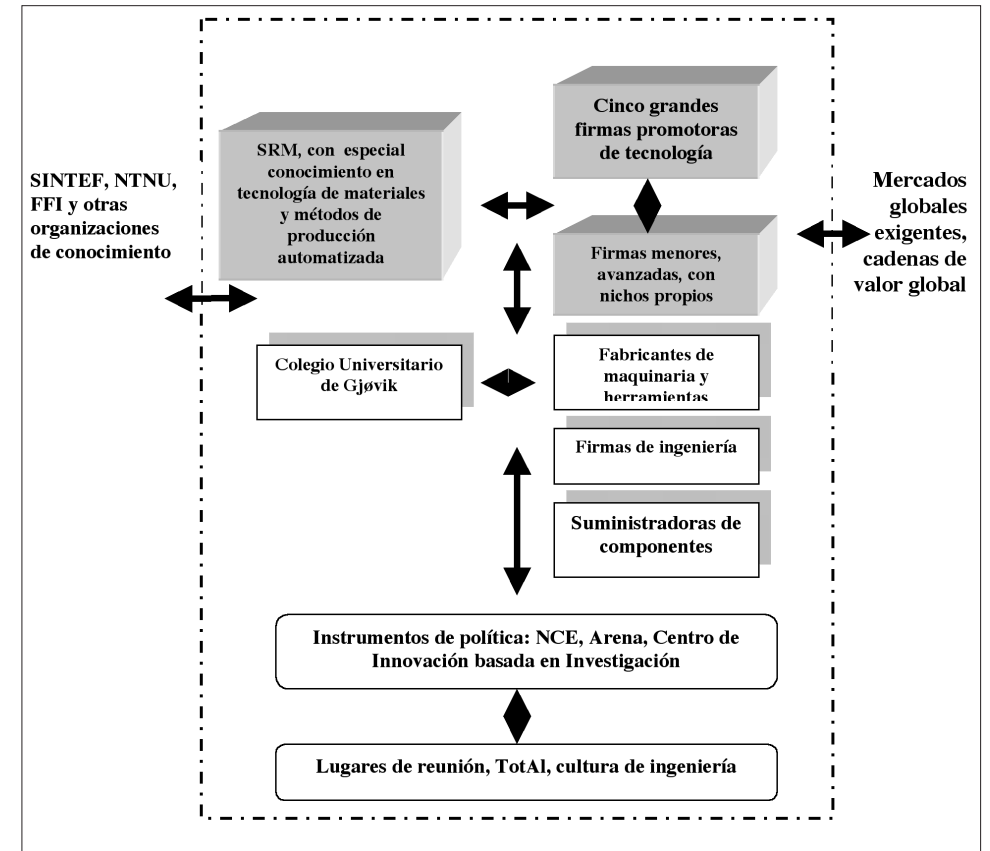 Cinco grandes
firmas promotoras
de tecnología
SRM, con especial
conocimiento en
tecnología de materiales
y métodos de
producción
automatizada
SINTEF, NTNU,
FFI y otras
organizaciones
de conocimiento
Mercados
globales
exigentes,
cadenas de
valor global
Firmas menores,
avanzadas, con
nichos propios
Colegio Universitario
de Gjøvik
Fabricantes de
maquinaria y
herramientas
Firmas de ingeniería
Suministradoras de
componentes
Instrumentos de política: NCE, Arena, Centro de
Innovación basada en Investigación
Lugares de reunión, TotAl, cultura de ingeniería